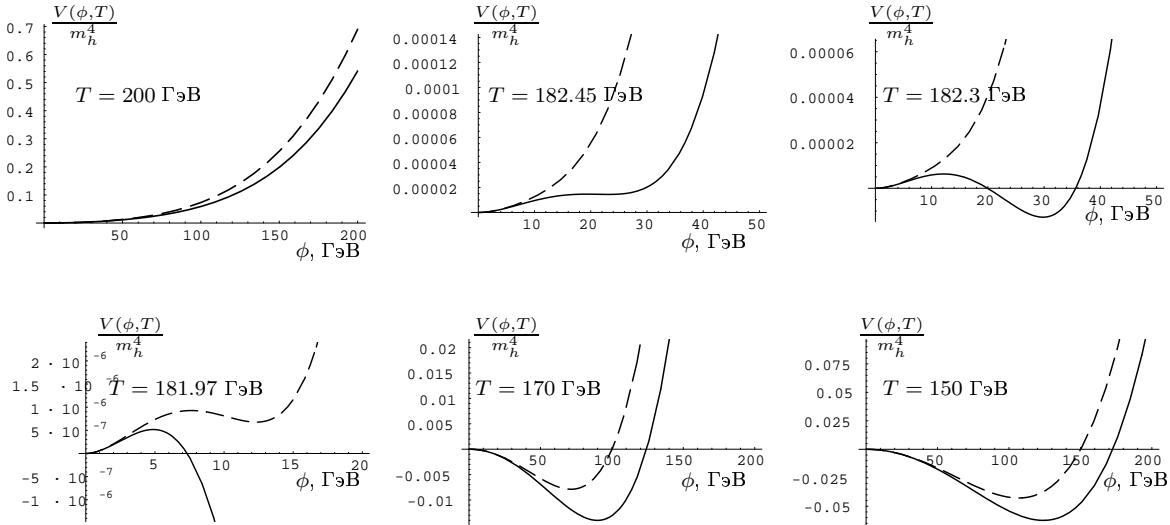 V(ϕ,T)
m_h^4
0.7
0.6
0.5
0.4
0.3
0.2
0.1
T = 200 ГэВ
50 100 150 200
ϕ, ГэВ
V(ϕ,T)
m_h^4
0.00014
0.00012
0.0001
0.00008
0.00006
0.00004
0.00002
T = 182.45 ГэВ
10 20 30 40 50
ϕ, ГэВ
V(ϕ,T)
m_h^4
0.00006
0.00004
0.00002
T = 182.3 ГэВ
10 20 30 40 50
ϕ, ГэВ
V(ϕ,T)
m_h^4
2 · 10 -6
1.5 · 10 -6
1 · 10 -6
5 · 10 -7
-5 · 10 -7
-1 · 10 -6
T = 181.97 ГэВ
5 10 15 20
ϕ, ГэВ
V(ϕ,T)
m_h^4
0.02
0.015
0.01
0.005
-0.005
-0.01
T = 170 ГэВ
50 100 150 200
ϕ, ГэВ
V(ϕ,T)
m_h^4
0.075
0.05
0.025
-0.025
-0.05
T = 150 ГэВ
50 100 150 200
ϕ, ГэВ